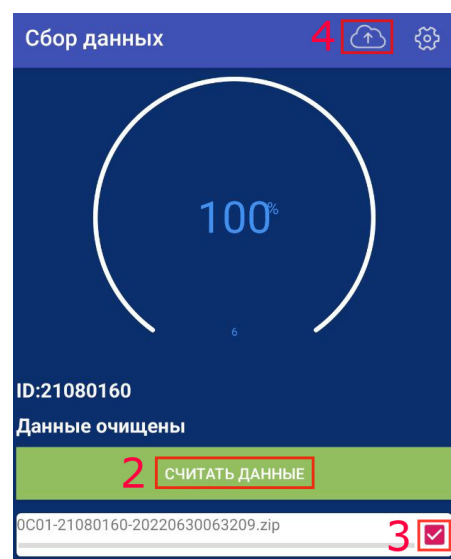 Сбор данных 4
100%
6
ID:21080160
Данные очищены
2 СЧИТАТЬ ДАННЫЕ
0C01-21080160-20220630063209.zip
3